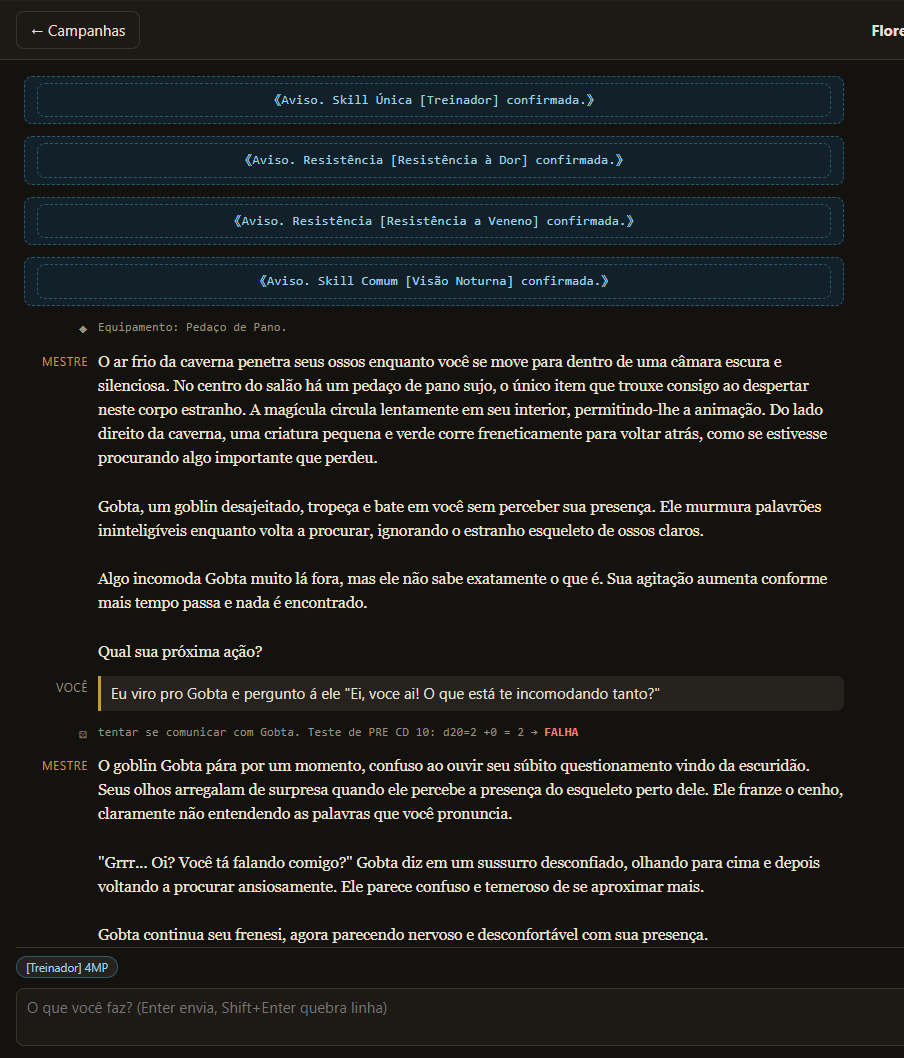 ← Campanhas
Flore
《Aviso. Skill Única [Treinador] confirmada.》
《Aviso. Resistência [Resistência à Dor] confirmada.》
《Aviso. Resistência [Resistência a Veneno] confirmada.》
《Aviso. Skill Comum [Visão Noturna] confirmada.》
◆ Equipamento: Pedaço de Pano.
MESTRE O ar frio da caverna penetra seus ossos enquanto você se move para dentro de uma câmara escura e
silenciosa. No centro do salão há um pedaço de pano sujo, o único item que trouxe consigo ao despertar
neste corpo estranho. A magícula circula lentamente em seu interior, permitindo-lhe a animação. Do lado
direito da caverna, uma criatura pequena e verde corre freneticamente para voltar atrás, como se estivesse
procurando algo importante que perdeu.
Gobta, um goblin desajeitado, tropeça e bate em você sem perceber sua presença. Ele murmura palavrões
ininteligíveis enquanto volta a procurar, ignorando o estranho esqueleto de ossos claros.
Algo incomoda Gobta muito lá fora, mas ele não sabe exatamente o que é. Sua agitação aumenta conforme
mais tempo passa e nada é encontrado.
Qual sua próxima ação?
VOCÊ Eu viro pro Gobta e pergunto á ele "Ei, voce ai! O que está te incomodando tanto?"
⚄ tentar se comunicar com Gobta. Teste de PRE CD 10: d20=2 +0 = 2 → FALHA
MESTRE O goblin Gobta pára por um momento, confuso ao ouvir seu súbito questionamento vindo da escuridão.
Seus olhos arregalam de surpresa quando ele percebe a presença do esqueleto perto dele. Ele franze o cenho,
claramente não entendendo as palavras que você pronuncia.
"Grrr... Oi? Você tá falando comigo?" Gobta diz em um sussurro desconfiado, olhando para cima e depois
voltando a procurar ansiosamente. Ele parece confuso e temeroso de se aproximar mais.
Gobta continua seu frenesi, agora parecendo nervoso e desconfortável com sua presença.
[Treinador] 4MP
O que você faz? (Enter envia, Shift+Enter quebra linha)